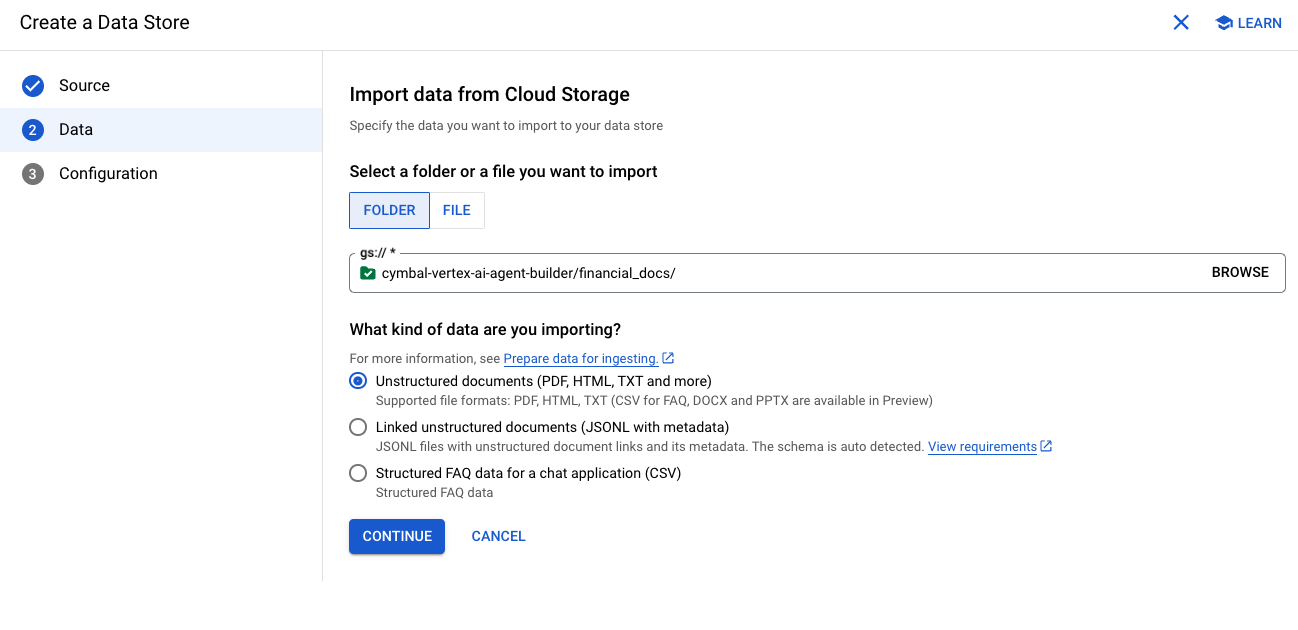 Create a Data Store
LEARN
Source
2 Data
3 Configuration
Import data from Cloud Storage
Specify the data you want to import to your data store
Select a folder or a file you want to import
FOLDER FILE
gs:// *
cymbal-vertex-ai-agent-builder/financial_docs/ BROWSE
What kind of data are you importing?
For more information, see Prepare data for ingesting.
Unstructured documents (PDF, HTML, TXT and more)
Supported file formats: PDF, HTML, TXT (CSV for FAQ, DOCX and PPTX are available in Preview)
Linked unstructured documents (JSONL with metadata)
JSONL files with unstructured document links and its metadata. The schema is auto detected. View requirements
Structured FAQ data for a chat application (CSV)
Structured FAQ data
CONTINUE CANCEL